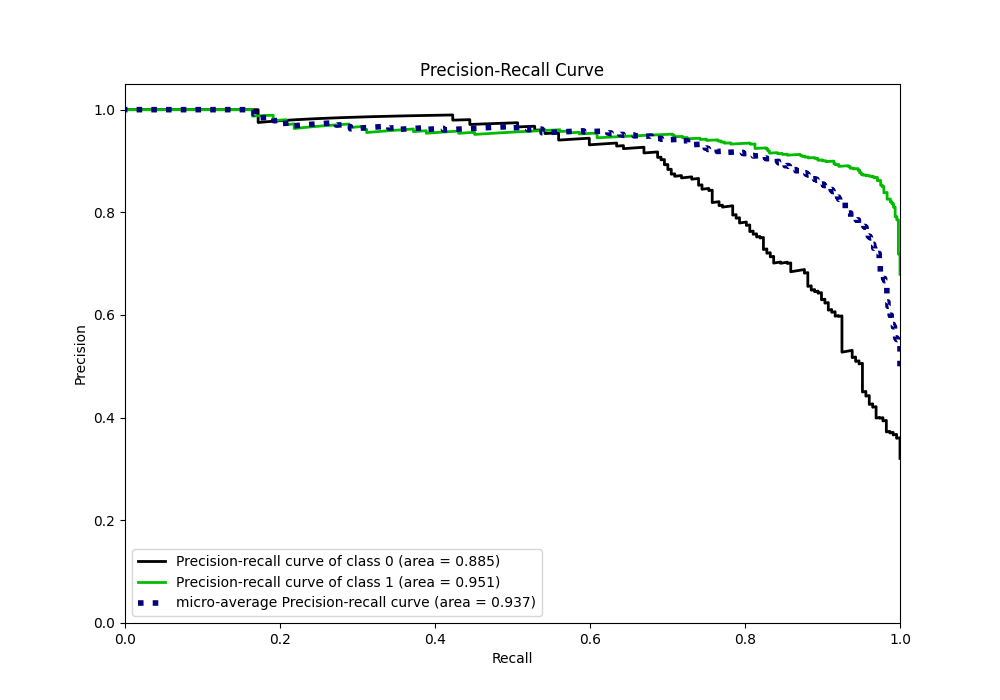 Precision-Recall Curve
1.0
0.8
0.6
0.4
0.2
0.0
Precision
Precision-recall curve of class 0 (area = 0.885)
Precision-recall curve of class 1 (area = 0.951)
micro-average Precision-recall curve (area = 0.937)
0.0 0.2 0.4 0.6 0.8 1.0
Recall